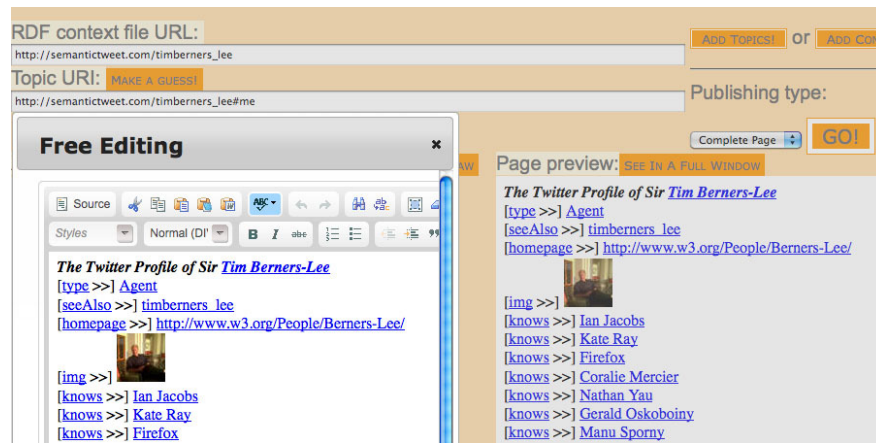 RDF context file URL:
http://semantictweet.com/timberners_lee
ADD TOPICS! or ADD CON
Topic URI: MAKE A GUESS!
http://semantictweet.com/timberners_lee#me
Publishing type:
Complete Page GO!
Free Editing ×
AW
Page preview: SEE IN A FULL WINDOW
Source ABC
Styles Normal (DI' B I abc
The Twitter Profile of Sir Tim Berners-Lee
[type >>] Agent
[seeAlso >>] timberners_lee
[homepage >>] http://www.w3.org/People/Berners-Lee/
[img >>]
[knows >>] Ian Jacobs
[knows >>] Kate Ray
[knows >>] Firefox
The Twitter Profile of Sir Tim Berners-Lee
[type >>] Agent
[seeAlso >>] timberners_lee
[homepage >>] http://www.w3.org/People/Berners-Lee/
[img >>]
[knows >>] Ian Jacobs
[knows >>] Kate Ray
[knows >>] Firefox
[knows >>] Coralie Mercier
[knows >>] Nathan Yau
[knows >>] Gerald Oskoboiny
[knows >>] Manu Sporny